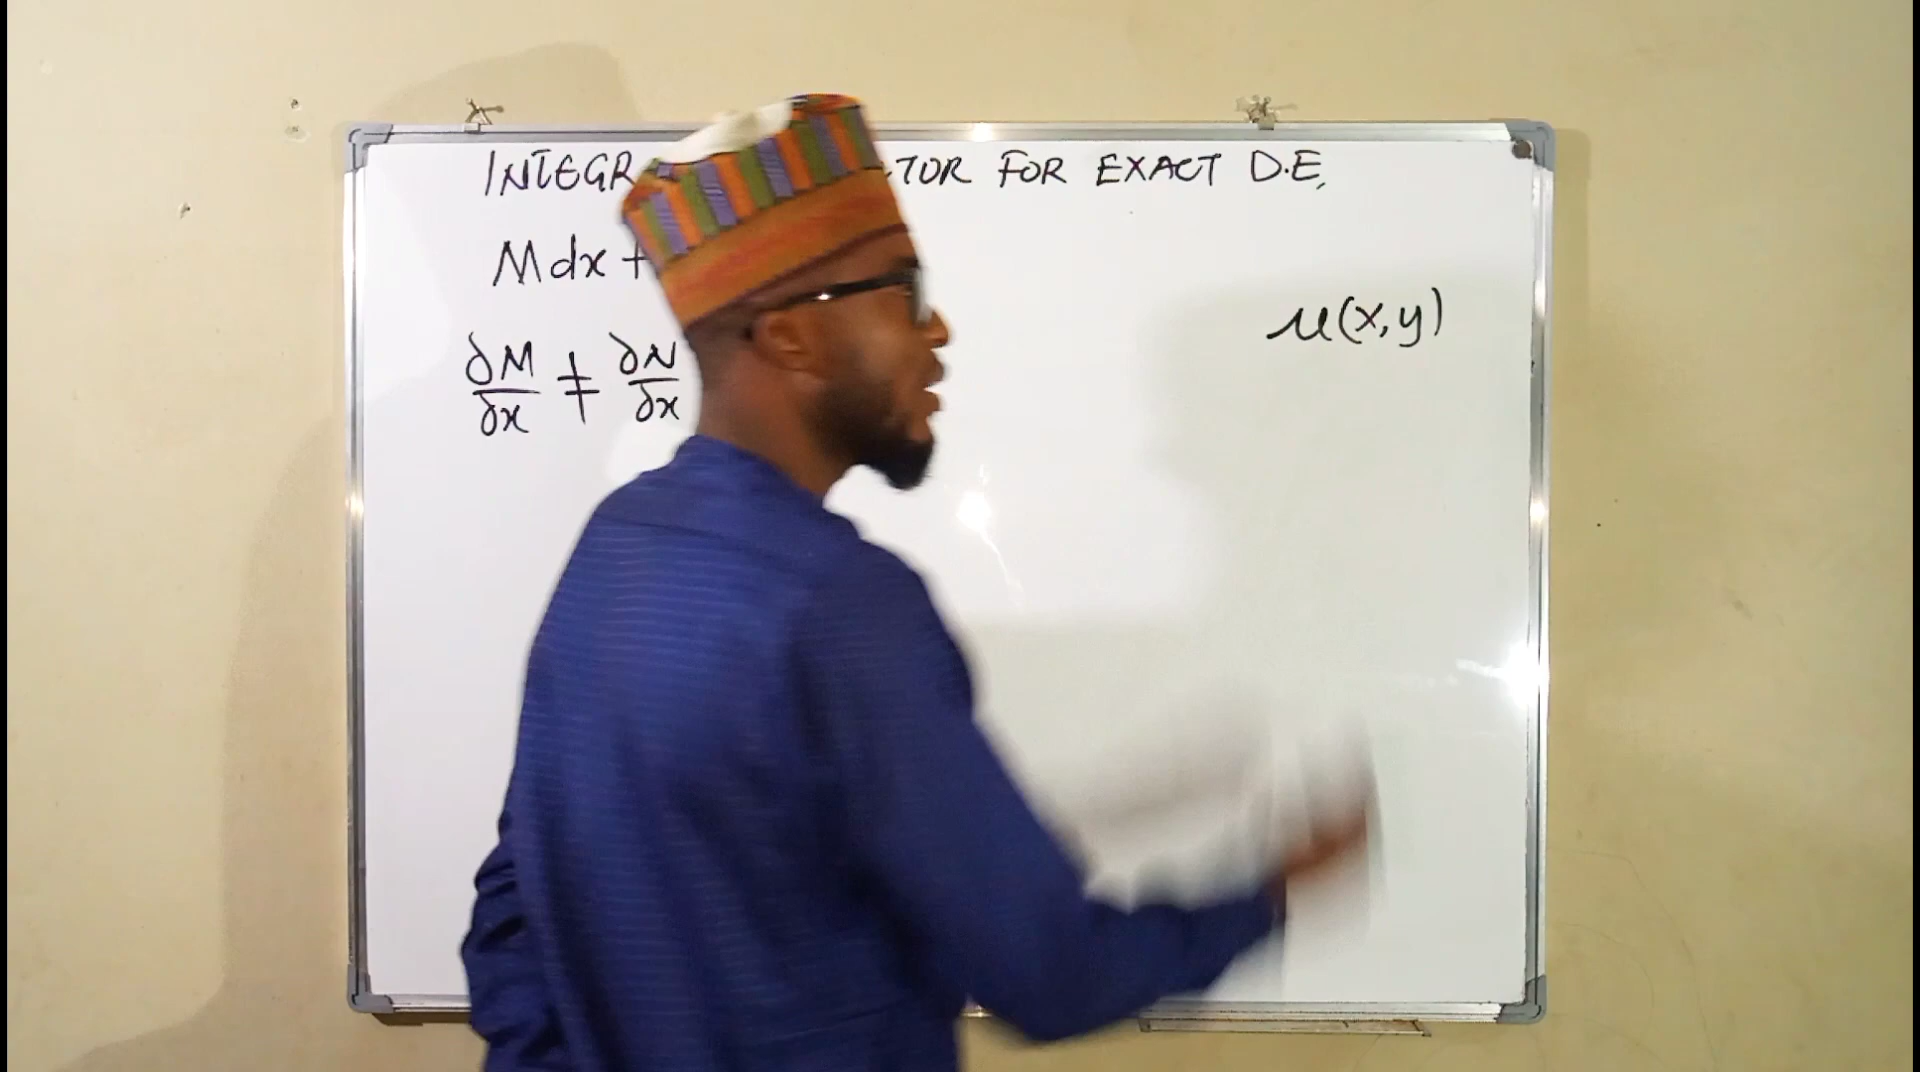 INTEGR TOR FOR EXACT D.E,
Mdx +
μ(x,y)
∂M/∂x ≠ ∂N/∂x